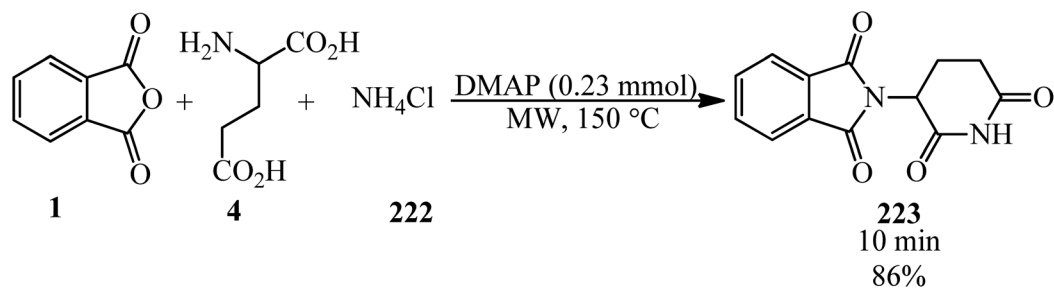 O
O
O
+
H₂N
CO₂H
CO₂H
+
NH₄Cl
DMAP (0.23 mmol)
MW, 150 °C
O
N
O
O
NH
O
1
4
222
223
10 min
86%